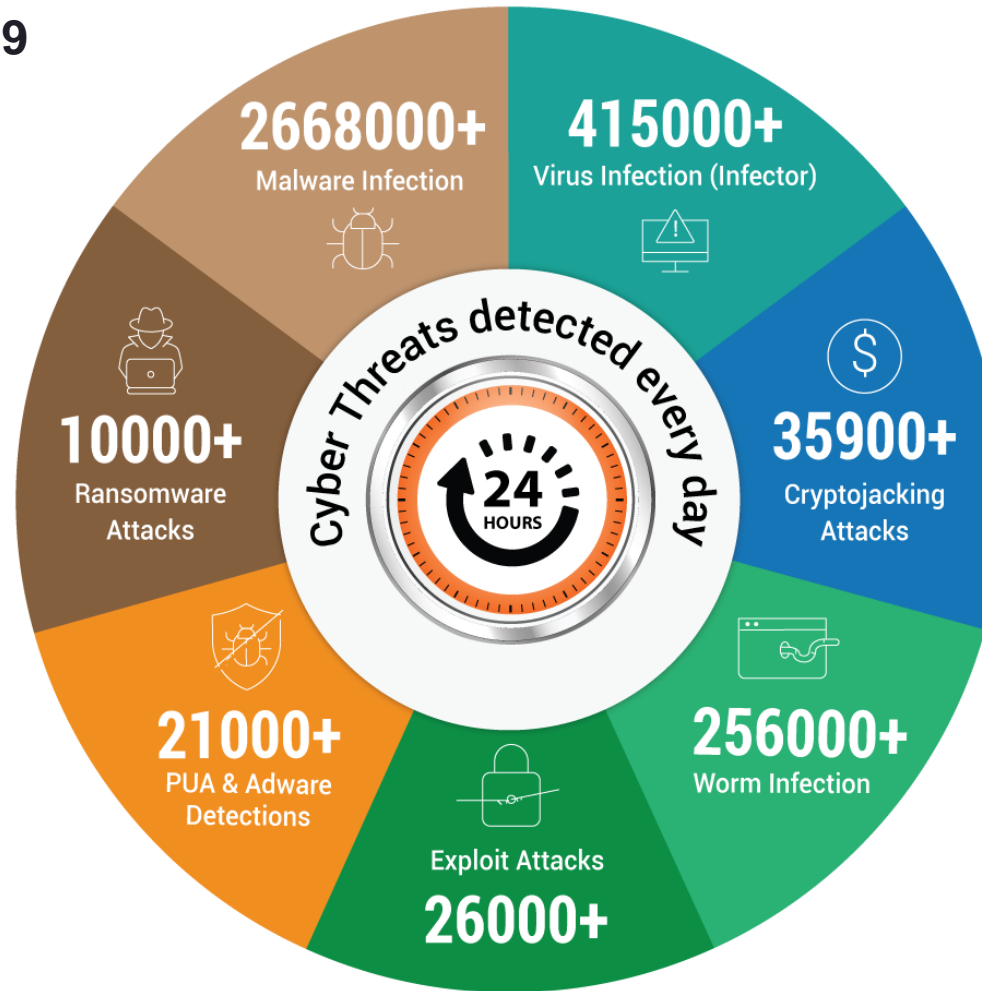 9
2668000+
Malware Infection
415000+
Virus Infection (Infector)
35900+
Cryptojacking
Attacks
256000+
Worm Infection
Exploit Attacks
26000+
21000+
PUA & Adware
Detections
10000+
Ransomware
Attacks
Cyber Threats detected every day
24
HOURS